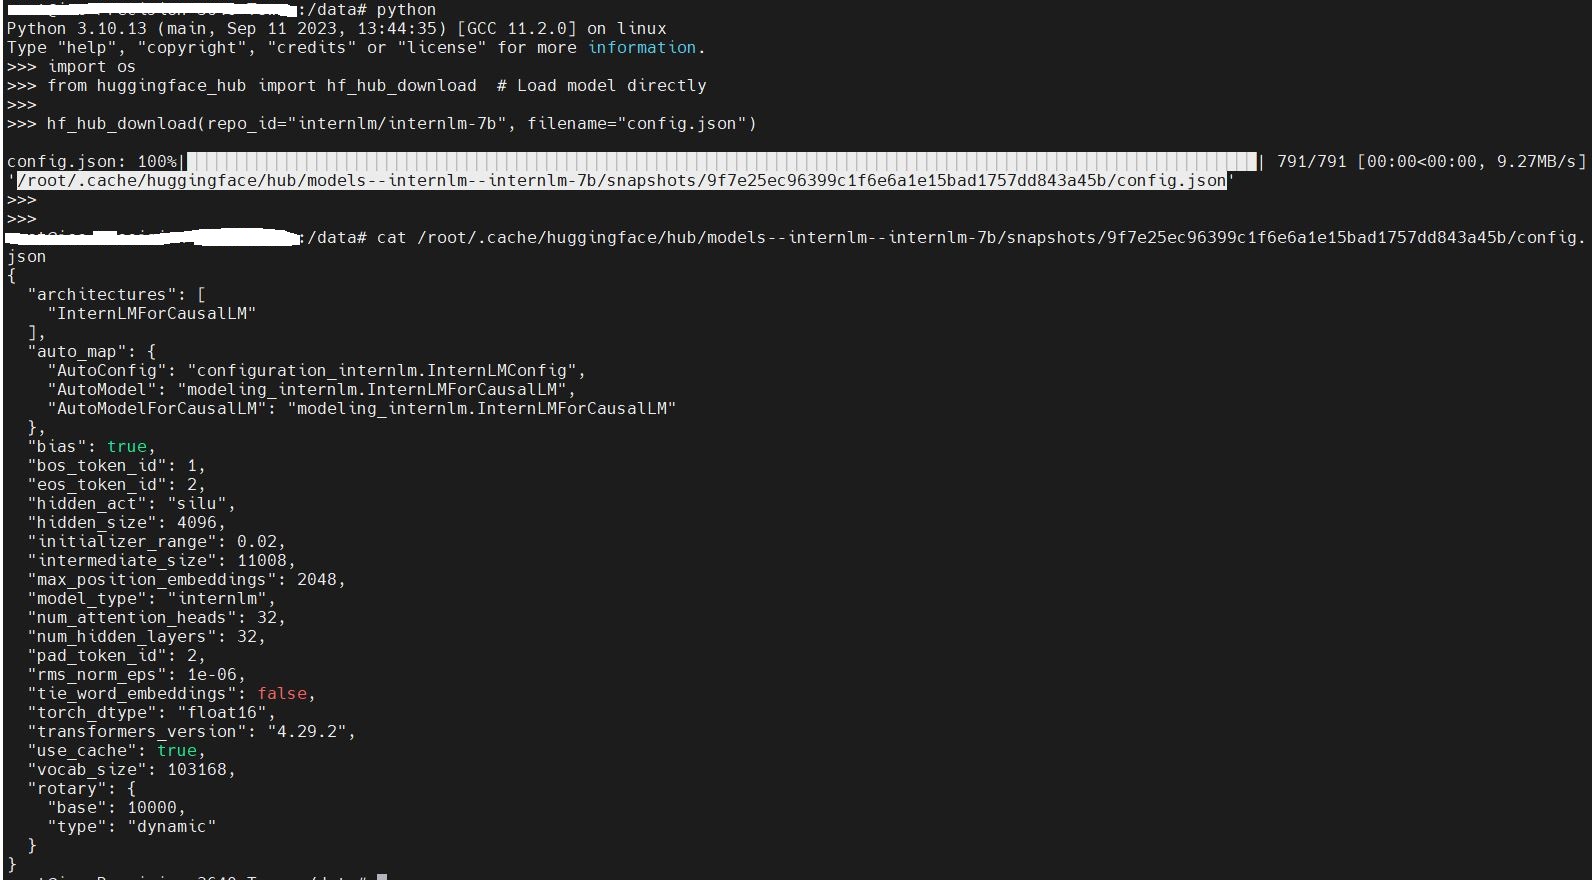 :/data# python
Python 3.10.13 (main, Sep 11 2023, 13:44:35) [GCC 11.2.0] on linux
Type "help", "copyright", "credits" or "license" for more information.
>>> import os
>>> from huggingface_hub import hf_hub_download  # Load model directly
>>>
>>> hf_hub_download(repo_id="internlm/internlm-7b", filename="config.json")
config.json: 100%| | 791/791 [00:00<00:00, 9.27MB/s]
'/root/.cache/huggingface/hub/models--internlm--internlm-7b/snapshots/9f7e25ec96399c1f6e6a1e15bad1757dd843a45b/config.json'
>>>
>>>
:/data# cat /root/.cache/huggingface/hub/models--internlm--internlm-7b/snapshots/9f7e25ec96399c1f6e6a1e15bad1757dd843a45b/config.
json
{
  "architectures": [
    "InternLMForCausalLM"
  ],
  "auto_map": {
    "AutoConfig": "configuration_internlm.InternLMConfig",
    "AutoModel": "modeling_internlm.InternLMForCausalLM",
    "AutoModelForCausalLM": "modeling_internlm.InternLMForCausalLM"
  },
  "bias": true,
  "bos_token_id": 1,
  "eos_token_id": 2,
  "hidden_act": "silu",
  "hidden_size": 4096,
  "initializer_range": 0.02,
  "intermediate_size": 11008,
  "max_position_embeddings": 2048,
  "model_type": "internlm",
  "num_attention_heads": 32,
  "num_hidden_layers": 32,
  "pad_token_id": 2,
  "rms_norm_eps": 1e-06,
  "tie_word_embeddings": false,
  "torch_dtype": "float16",
  "transformers_version": "4.29.2",
  "use_cache": true,
  "vocab_size": 103168,
  "rotary": {
    "base": 10000,
    "type": "dynamic"
  }
}